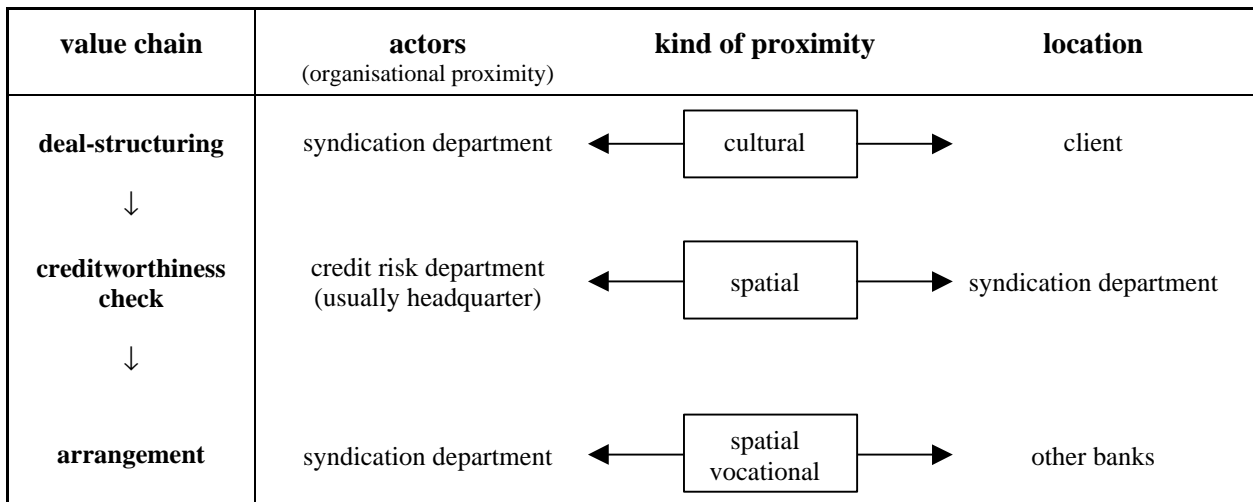 value chain
actors
(organisational proximity)
kind of proximity
location
deal-structuring
syndication department
cultural
client
↓
creditworthiness
check
credit risk department
(usually headquarter)
spatial
syndication department
↓
arrangement
syndication department
spatial
vocational
other banks